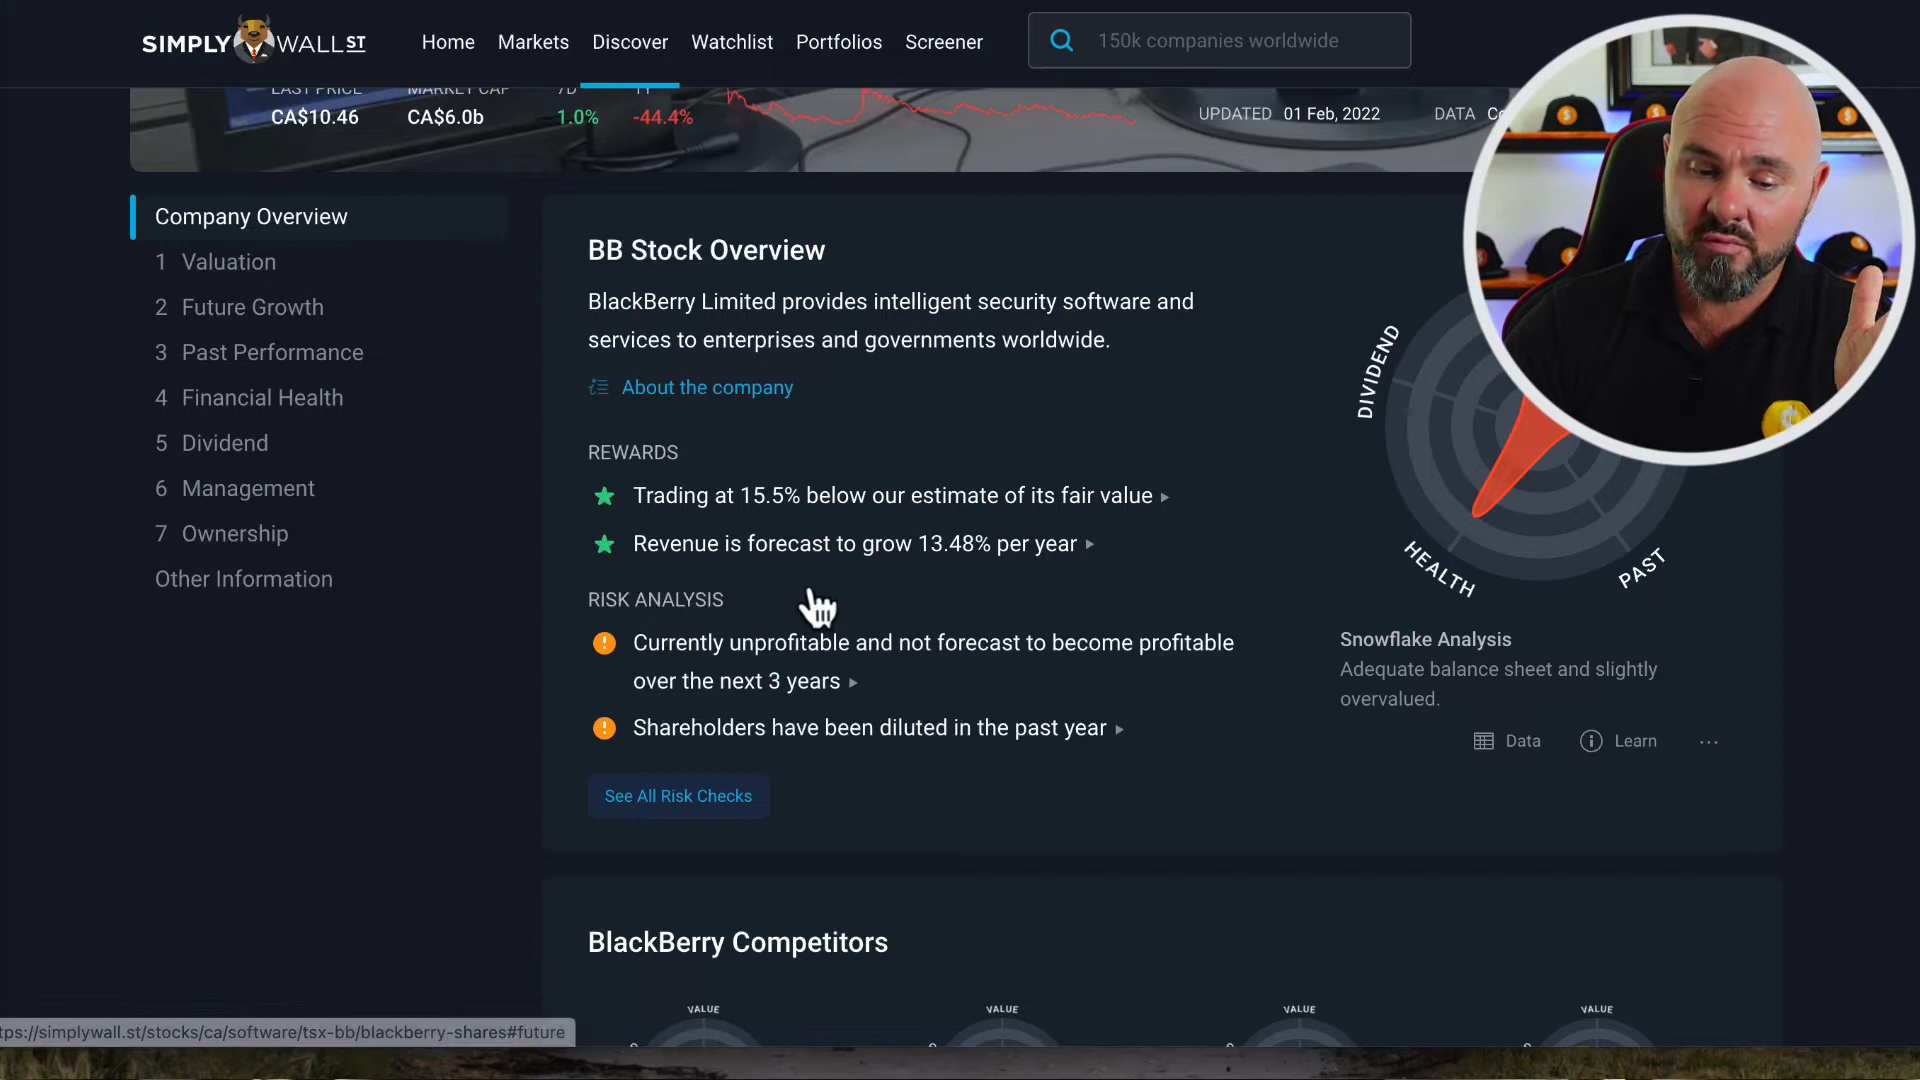 SIMPLY WALL ST
Home Markets Discover Watchlist Portfolios Screener
150k companies worldwide
LAST PRICE MARKET CAP 7D 1Y
CA$10.46 CA$6.0b 1.0% -44.4% UPDATED 01 Feb, 2022 DATA
Company Overview
1 Valuation
2 Future Growth
3 Past Performance
4 Financial Health
5 Dividend
6 Management
7 Ownership
Other Information
BB Stock Overview
BlackBerry Limited provides intelligent security software and
services to enterprises and governments worldwide.
About the company
REWARDS
Trading at 15.5% below our estimate of its fair value
Revenue is forecast to grow 13.48% per year
RISK ANALYSIS
Currently unprofitable and not forecast to become profitable
over the next 3 years
Shareholders have been diluted in the past year
See All Risk Checks
DIVIDEND
HEALTH
PAST
Snowflake Analysis
Adequate balance sheet and slightly
overvalued.
Data Learn ...
BlackBerry Competitors
VALUE VALUE VALUE VALUE
tps://simplywall.st/stocks/ca/software/tsx-bb/blackberry-shares#future